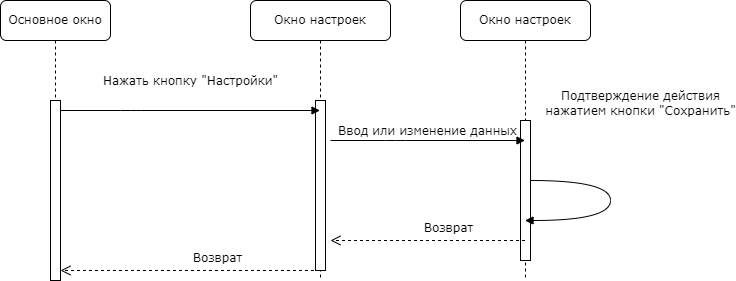 Основное окно
Окно настроек
Окно настроек
Нажать кнопку "Настройки"
Подтверждение действия
нажатием кнопки "Сохранить"
Ввод или изменение данных
Возврат
Возврат